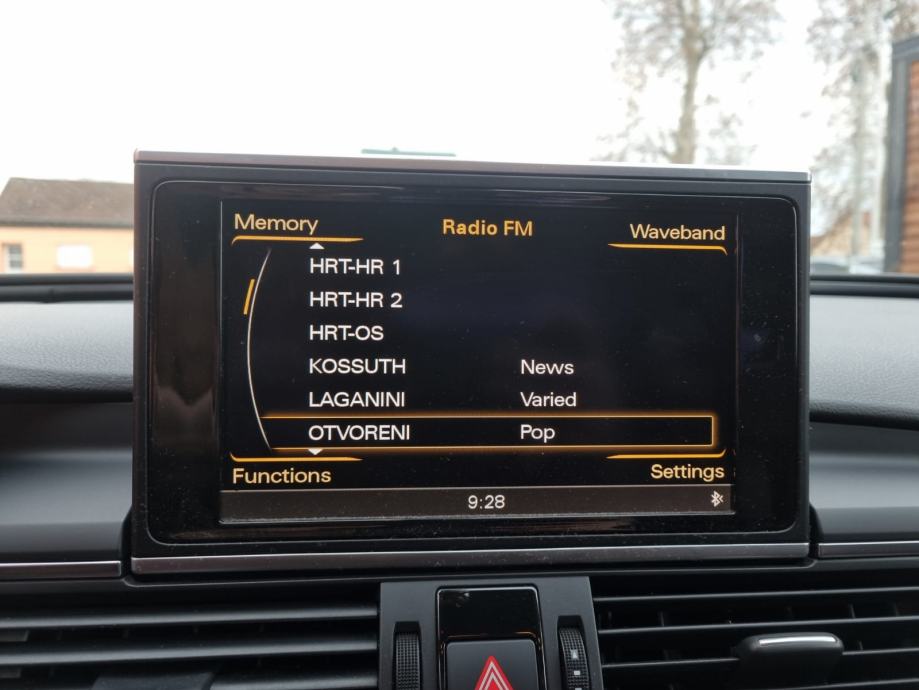 Memory Radio FM Waveband
HRT-HR 1
HRT-HR 2
HRT-OS
KOSSUTH News
LAGANINI Varied
OTVORENI Pop
Functions Settings
9:28